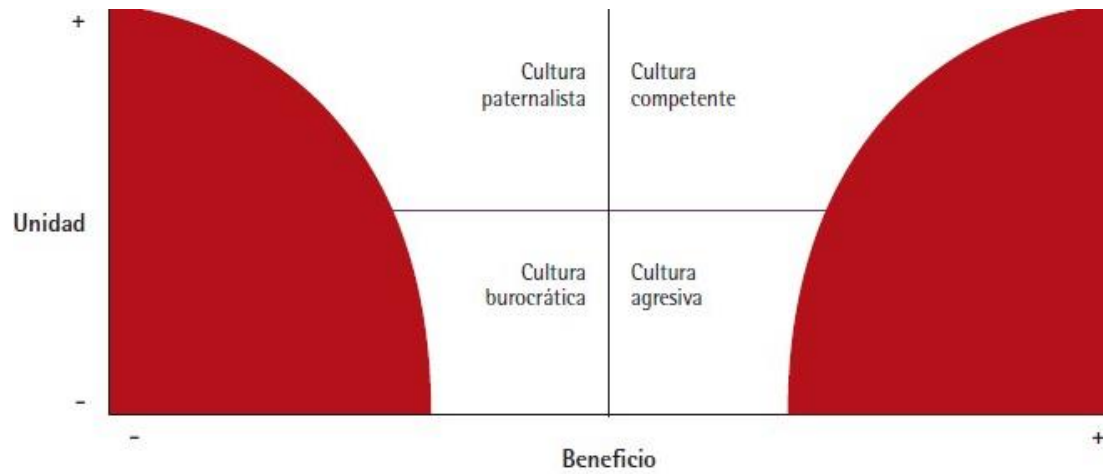 +
Cultura
paternalista
Cultura
competente
Unidad
Cultura
burocrática
Cultura
agresiva
-
-
+
Beneficio